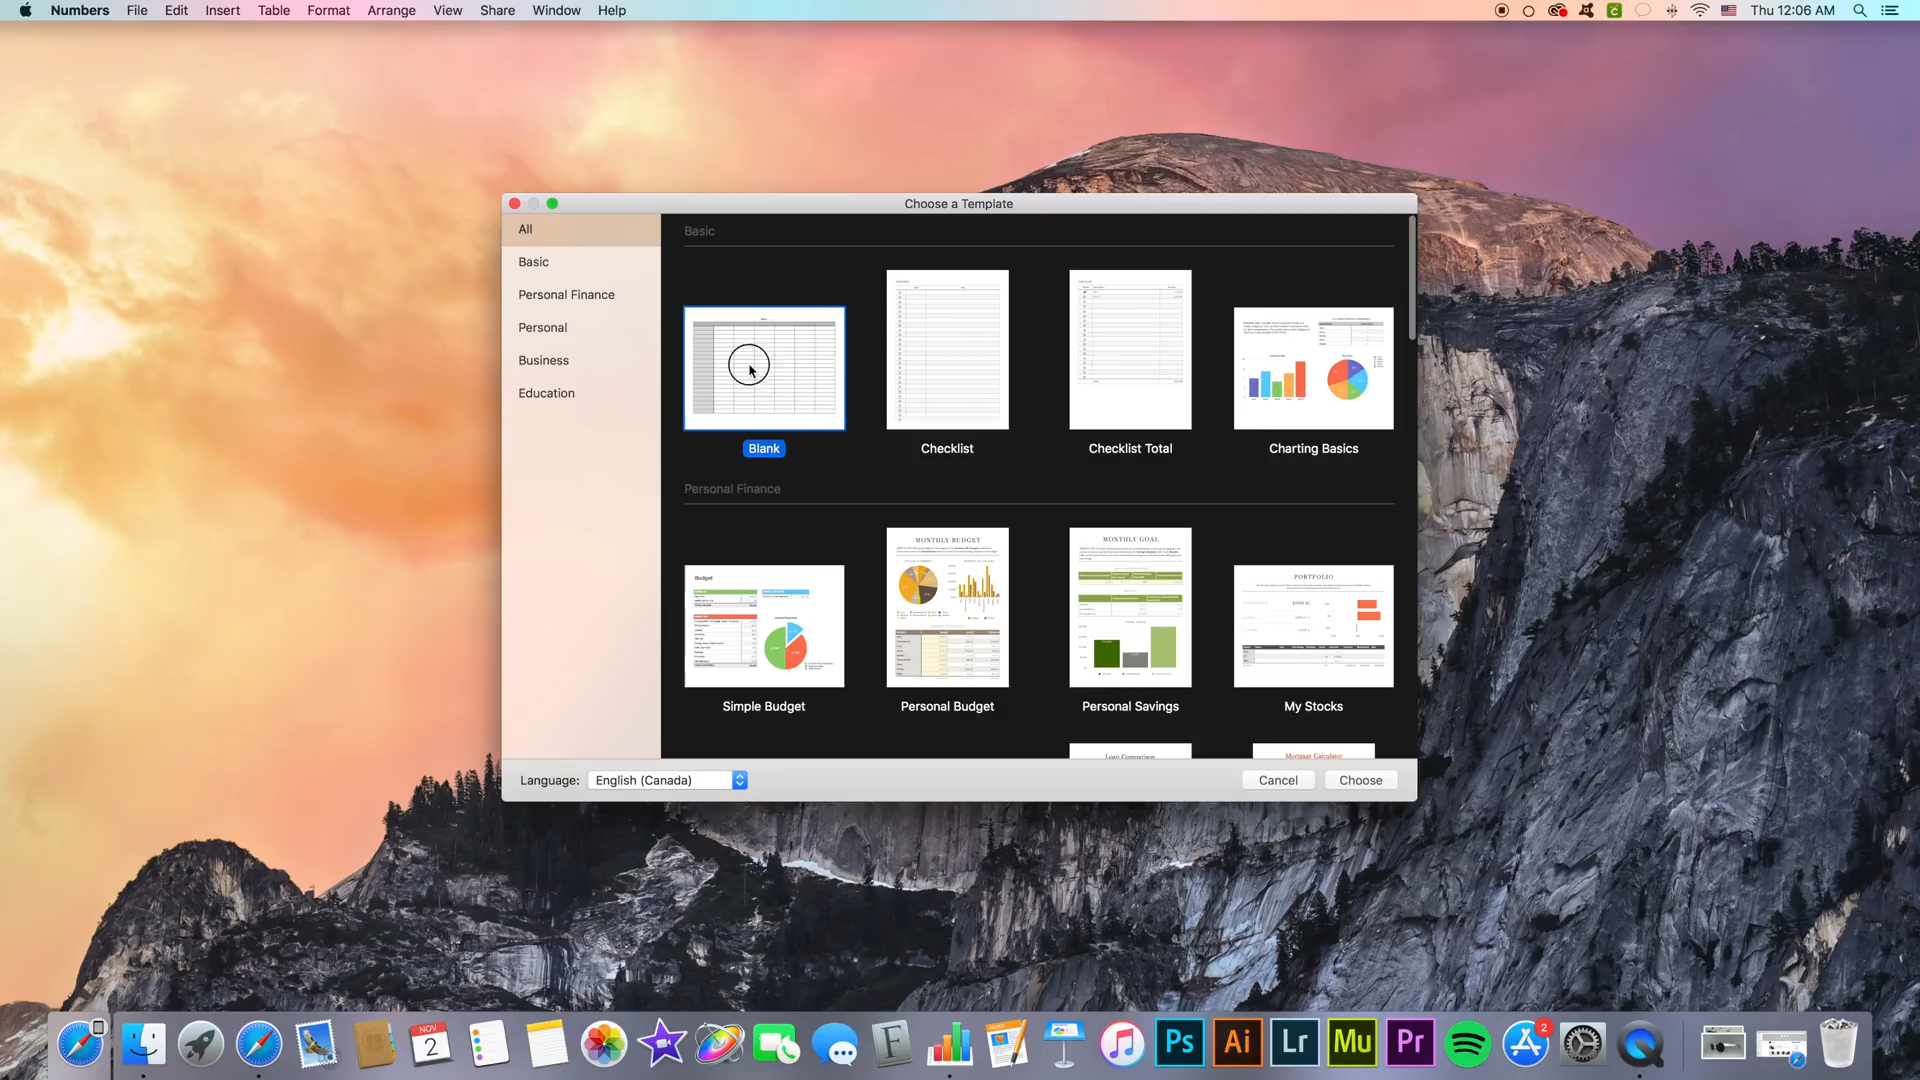 Numbers File Edit Insert Table Format Arrange View Share Window Help Thu 12:06 AM
Choose a Template
All
Basic
Personal Finance
Personal
Business
Education
Basic
Blank Checklist Checklist Total Charting Basics
Personal Finance
Budget
MONTHLY BUDGET
MONTHLY GOAL
PORTFOLIO
Simple Budget Personal Budget Personal Savings My Stocks
Loan Comparison
Mortgage Calculator
Language: English (Canada) Cancel Choose
NOV
2
PAGES
Ps Ai Lr Mu Pr 2